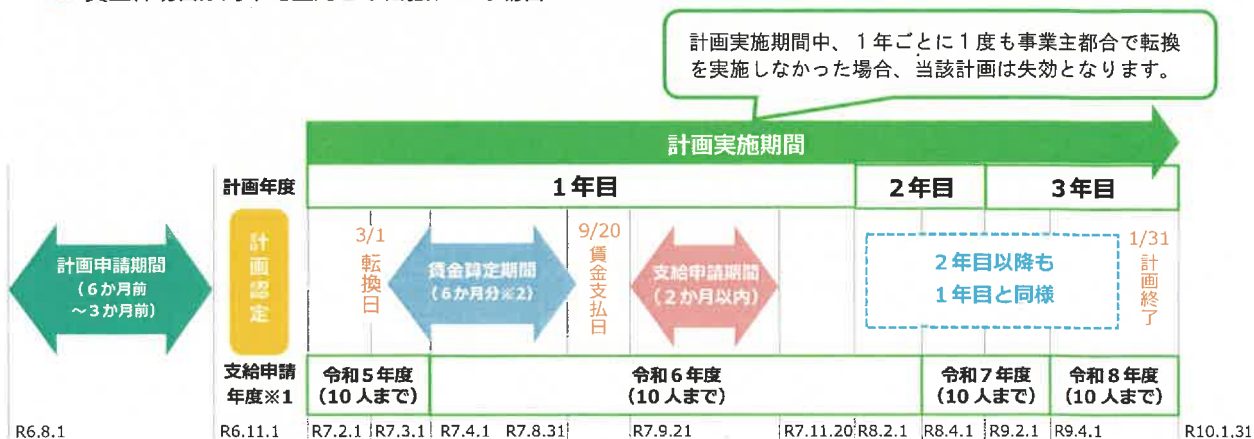 計画実施期間中、1年ごとに1度も事業主都合で転換
を実施しなかった場合、当該計画は失効となります。
計画実施期間
計画年度
1年目
2年目
3年目
計画申請期間
(6か月前
~3か月前)
計画認定
3/1
転換日
賃金算定期間
(6か月分※2)
9/20
賃金支払日
支給申請期間
(2か月以内)
2年目以降も
1年目と同様
1/31
計画終了
支給申請
年度※1
令和5年度
(10人まで)
令和6年度
(10人まで)
令和7年度
(10人まで)
令和8年度
(10人まで)
R6.8.1
R6.11.1
R7.2.1
R7.3.1
R7.4.1
R7.8.31
R7.9.21
R7.11.20
R8.2.1
R8.4.1
R9.2.1
R9.4.1
R10.1.31